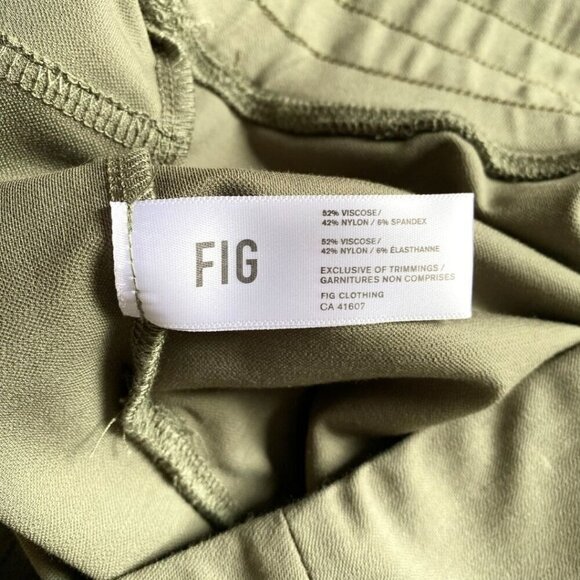 FIG
52% VISCOSE/
42% NYLON / 6% SPANDEX
52% VISCOSE/
42% NYLON / 6% ÉLASTHANNE
EXCLUSIVE OF TRIMMINGS /
GARNITURES NON COMPRISES
FIG CLOTHING
CA 41607